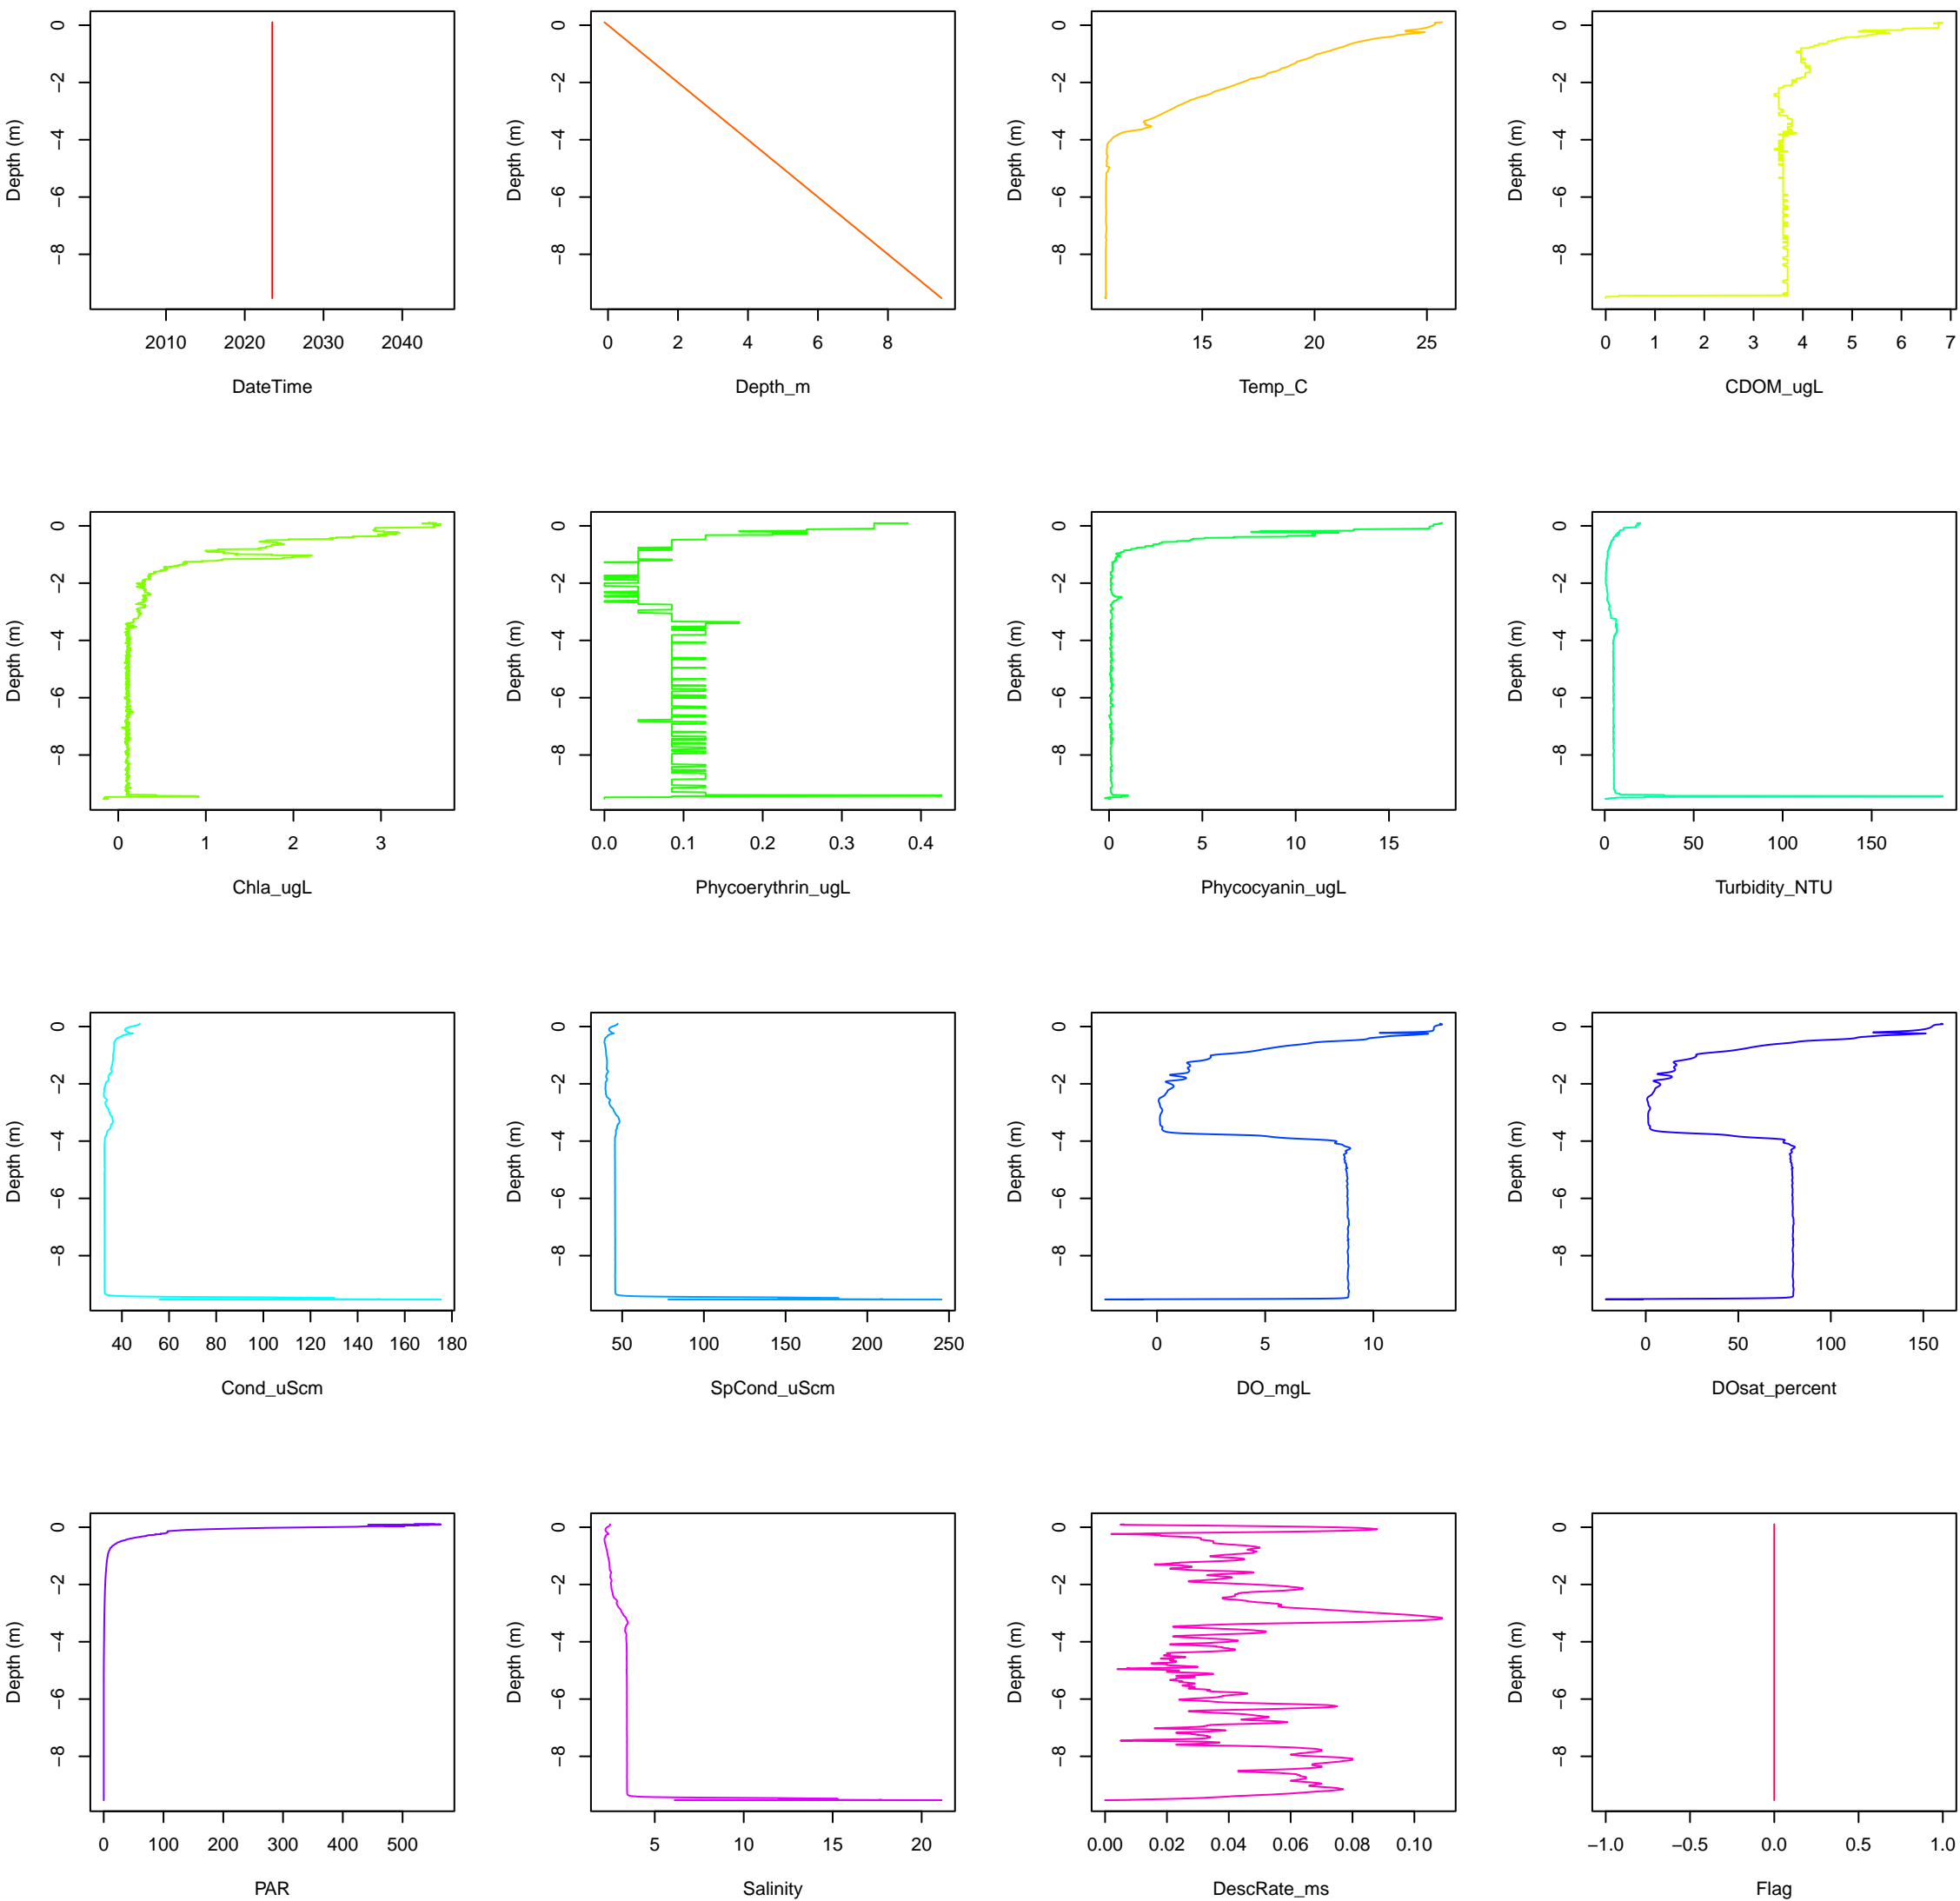 Depth (m)
0
−2
−4
−6
−8
2010 2020 2030 2040
DateTime
Depth (m)
0
−2
−4
−6
−8
0 2 4 6 8
Depth_m
Depth (m)
0
−2
−4
−6
−8
15 20 25
Temp_C
Depth (m)
0
−2
−4
−6
−8
0 1 2 3 4 5 6 7
CDOM_ugL
Depth (m)
0
−2
−4
−6
−8
0 1 2 3
Chla_ugL
Depth (m)
0
−2
−4
−6
−8
0.0 0.1 0.2 0.3 0.4
Phycoerythrin_ugL
Depth (m)
0
−2
−4
−6
−8
0 5 10 15
Phycocyanin_ugL
Depth (m)
0
−2
−4
−6
−8
0 50 100 150
Turbidity_NTU
Depth (m)
0
−2
−4
−6
−8
40 60 80 100 120 140 160 180
Cond_uScm
Depth (m)
0
−2
−4
−6
−8
50 100 150 200 250
SpCond_uScm
Depth (m)
0
−2
−4
−6
−8
0 5 10
DO_mgL
Depth (m)
0
−2
−4
−6
−8
0 50 100 150
DOsat_percent
Depth (m)
0
−2
−4
−6
−8
0 100 200 300 400 500
PAR
Depth (m)
0
−2
−4
−6
−8
5 10 15 20
Salinity
Depth (m)
0
−2
−4
−6
−8
0.00 0.02 0.04 0.06 0.08 0.10
DescRate_ms
Depth (m)
0
−2
−4
−6
−8
−1.0 −0.5 0.0 0.5 1.0
Flag